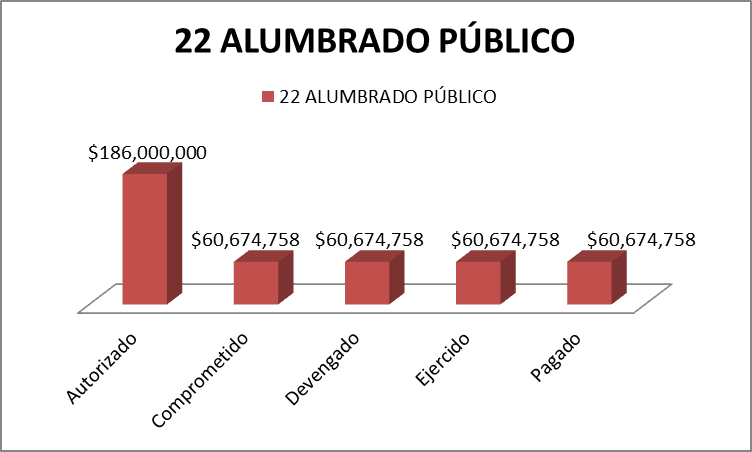 22 ALUMBRADO PÚBLICO
22 ALUMBRADO PÚBLICO
$186,000,000
$60,674,758 $60,674,758 $60,674,758 $60,674,758
Autorizado
Comprometido
Devengado
Ejercido
Pagado